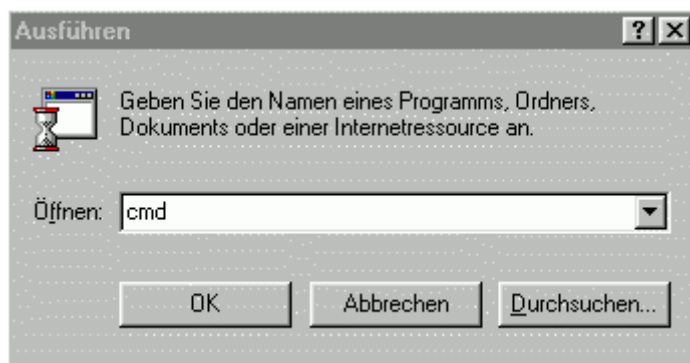 Ausführen
Geben Sie den Namen eines Programms, Ordners,
Dokuments oder einer Internetressource an.
Öffnen: cmd
OK Abbrechen Durchsuchen...